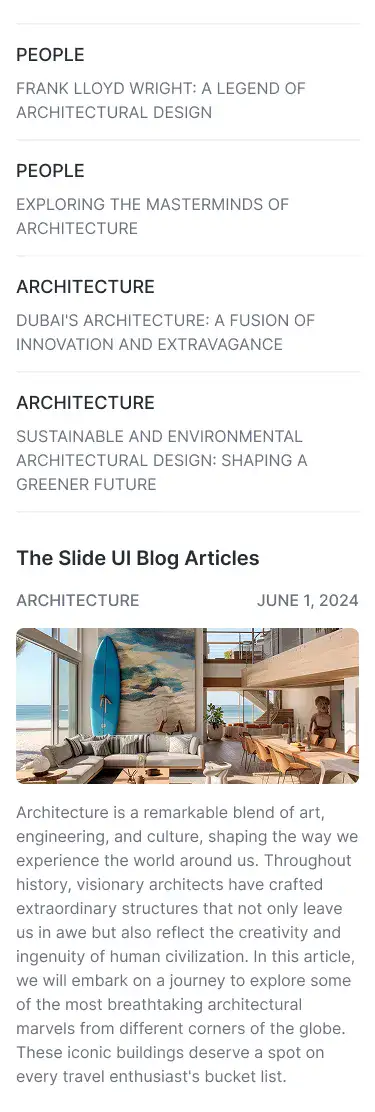 PEOPLE
FRANK LLOYD WRIGHT: A LEGEND OF
ARCHITECTURAL DESIGN
PEOPLE
EXPLORING THE MASTERMINDS OF
ARCHITECTURE
ARCHITECTURE
DUBAI'S ARCHITECTURE: A FUSION OF
INNOVATION AND EXTRAVAGANCE
ARCHITECTURE
SUSTAINABLE AND ENVIRONMENTAL
ARCHITECTURAL DESIGN: SHAPING A
GREENER FUTURE
The Slide UI Blog Articles
ARCHITECTURE JUNE 1, 2024
Architecture is a remarkable blend of art,
engineering, and culture, shaping the way we
experience the world around us. Throughout
history, visionary architects have crafted
extraordinary structures that not only leave
us in awe but also reflect the creativity and
ingenuity of human civilization. In this article,
we will embark on a journey to explore some
of the most breathtaking architectural
marvels from different corners of the globe.
These iconic buildings deserve a spot on
every travel enthusiast's bucket list.